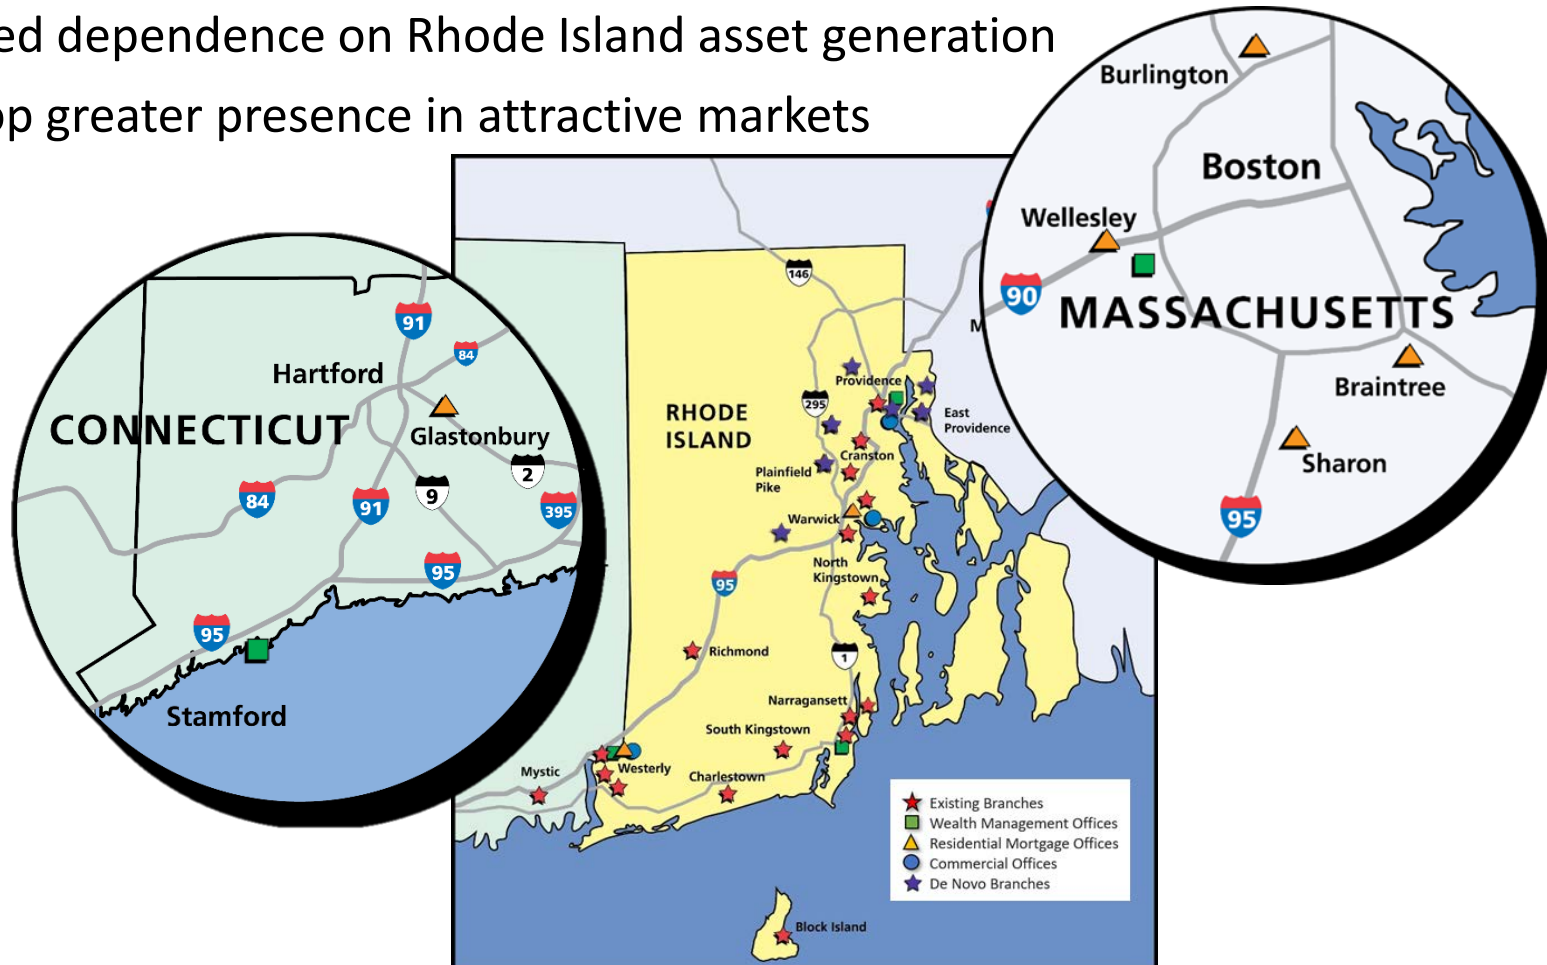 ed dependence on Rhode Island asset generation
op greater presence in attractive markets
Burlington
Boston
Wellesley
90
MASSACHUSETTS
Braintree
Sharon
95
91
84
Hartford
CONNECTICUT
Glastonbury
2
84
91
9
395
95
95
Stamford
146
M
Providence
295
RHODE
ISLAND
East
Providence
Cranston
Plainfield
Pike
Warwick
North
Kingstown
95
Richmond
1
Narragansett
South Kingstown
Mystic
Westerly
Charlestown
Existing Branches
Wealth Management Offices
Residential Mortgage Offices
Commercial Offices
De Novo Branches
Block Island